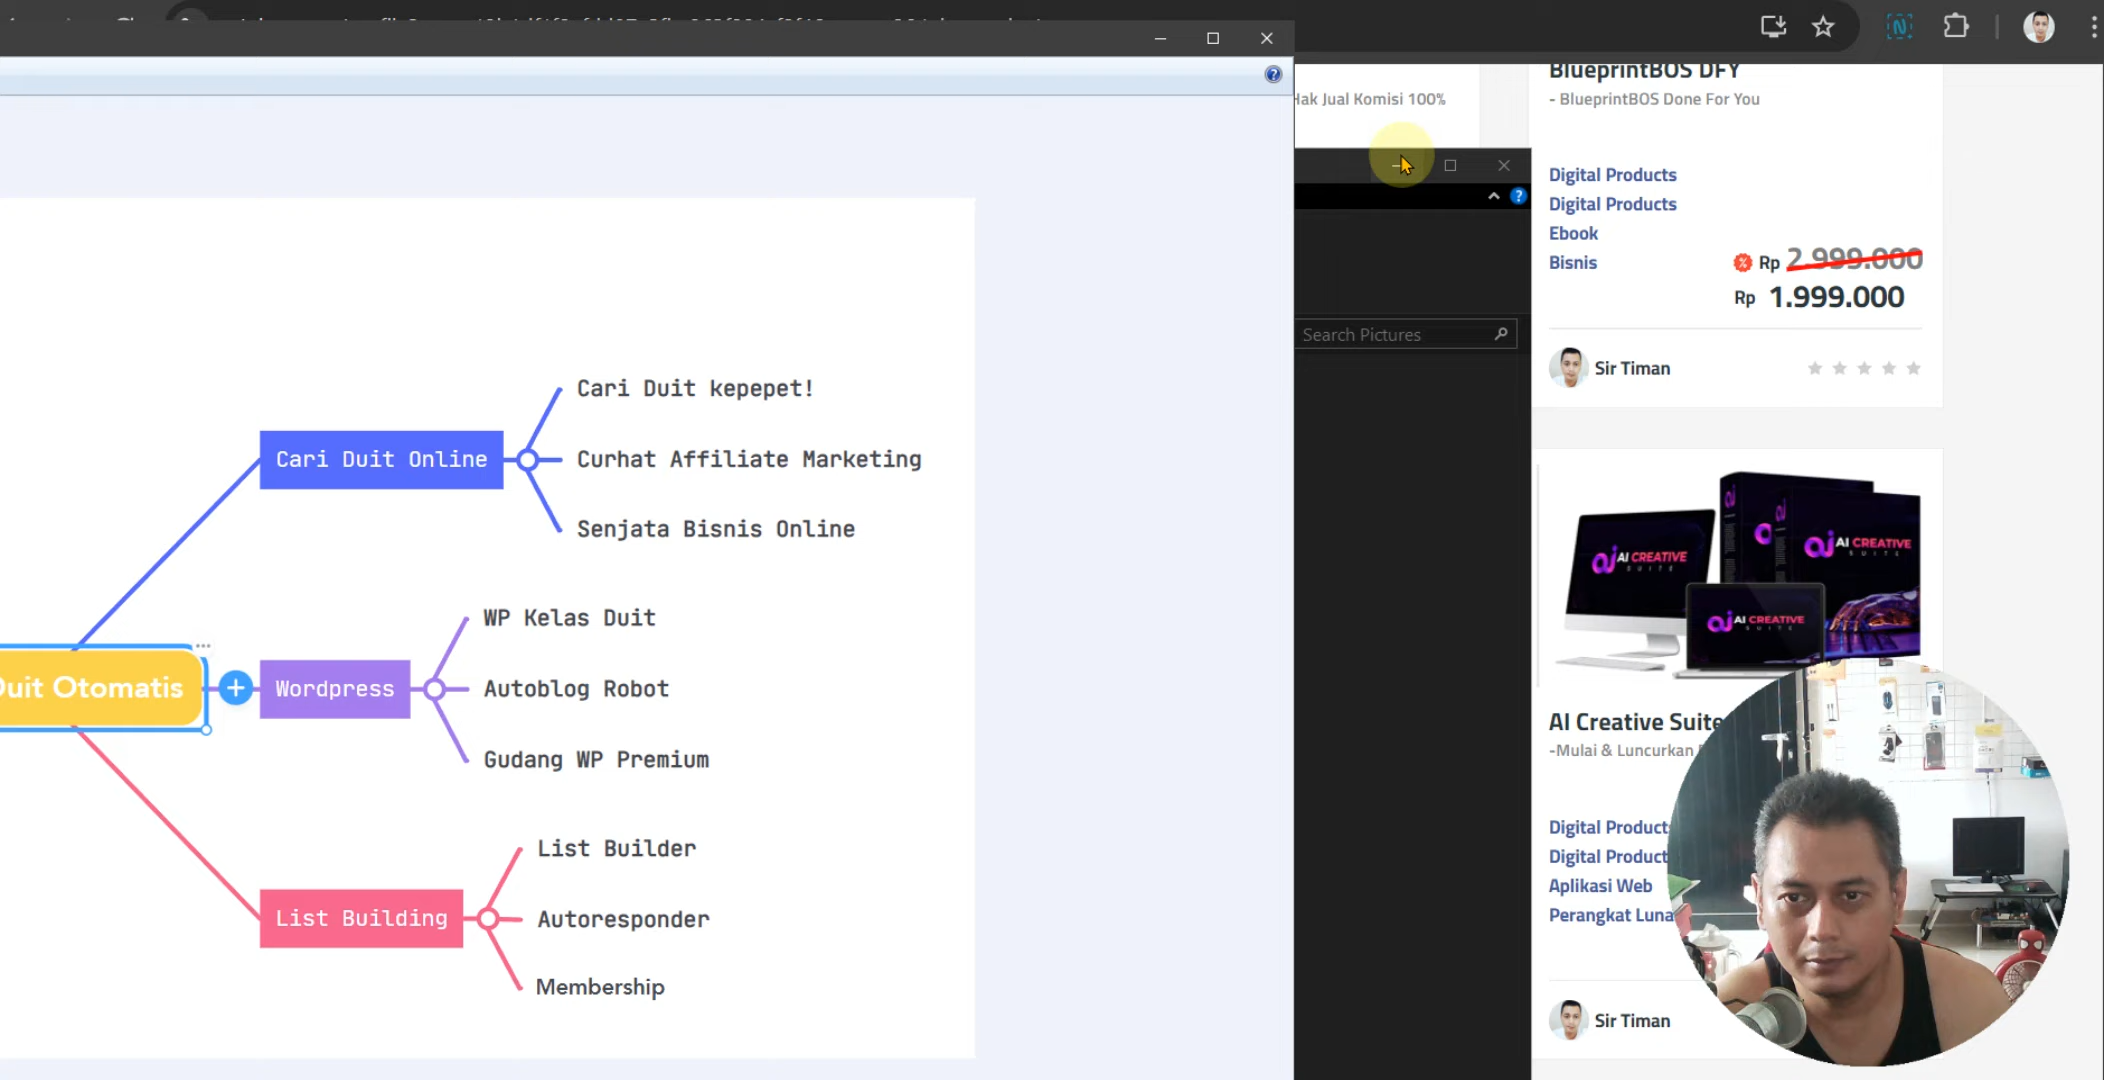 Hak Jual Komisi 100%
BlueprintBOS DFY
- BlueprintBOS Done For You
Digital Products
Digital Products
Ebook
Bisnis
Rp 2.999.000
Rp 1.999.000
Sir Timan
Search Pictures
Cari Duit kepepet!
Cari Duit Online
Curhat Affiliate Marketing
Senjata Bisnis Online
WP Kelas Duit
Duit Otomatis
Wordpress
Autoblog Robot
Gudang WP Premium
List Builder
List Building
Autoresponder
Membership
AI CREATIVE
SUITE
AI CREATIVE
SUITE
AI CREATIVE
SUITE
AI Creative Suite
-Mulai & Luncurkan
Digital Product
Digital Product
Aplikasi Web
Perangkat Luna
Sir Timan